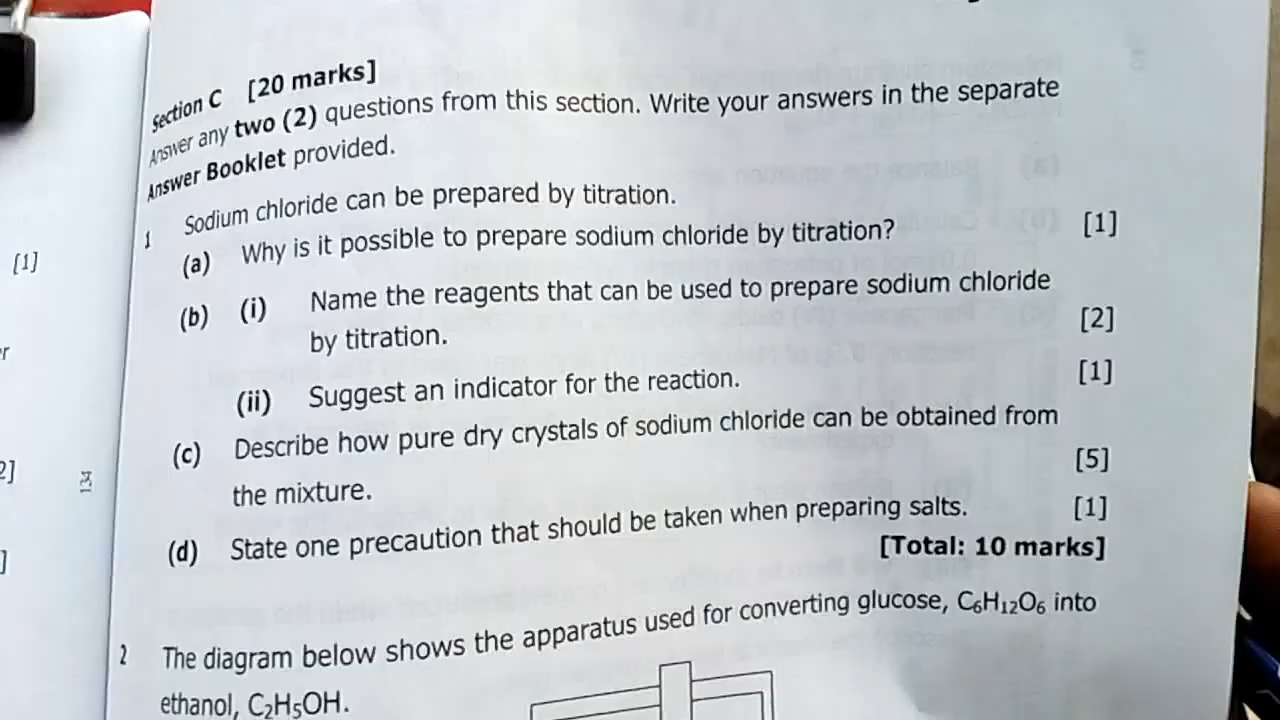 Section C [20 marks]
Answer any two (2) questions from this section. Write your answers in the separate
Answer Booklet provided.
1 Sodium chloride can be prepared by titration.
(a) Why is it possible to prepare sodium chloride by titration? [1]
(b) (i) Name the reagents that can be used to prepare sodium chloride
by titration. [2]
(ii) Suggest an indicator for the reaction. [1]
(c) Describe how pure dry crystals of sodium chloride can be obtained from
the mixture. [5]
(d) State one precaution that should be taken when preparing salts. [1]
[Total: 10 marks]
2 The diagram below shows the apparatus used for converting glucose, C₆H₁₂O₆ into
ethanol, C₂H₅OH.
[1]